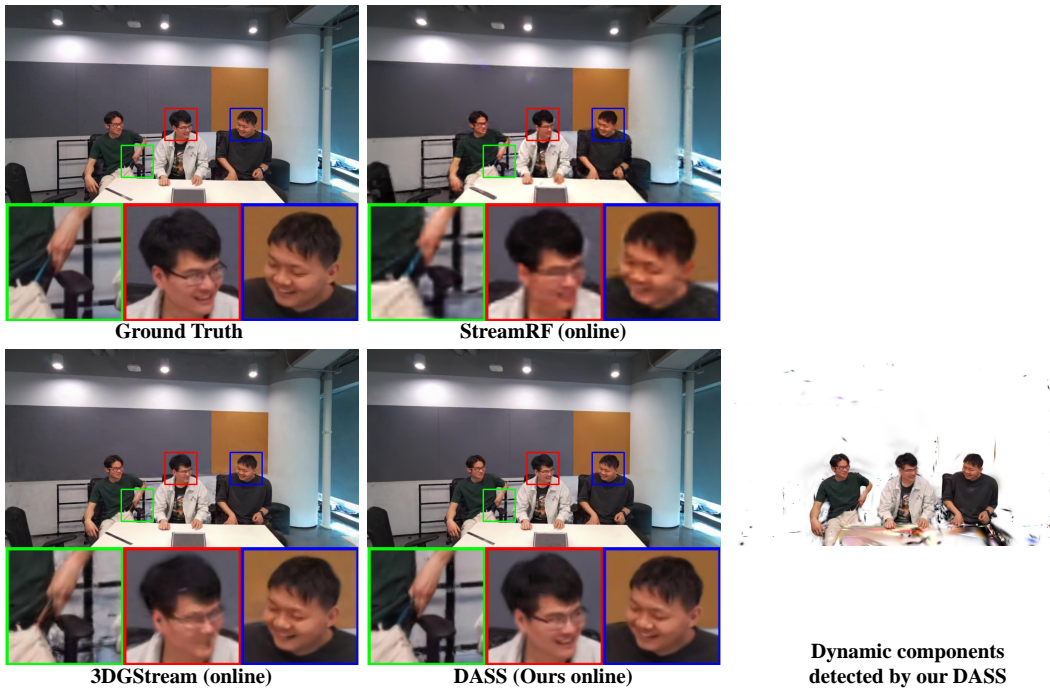 Ground Truth
StreamRF (online)
3DGStream (online)
DASS (Ours online)
Dynamic components
detected by our DASS